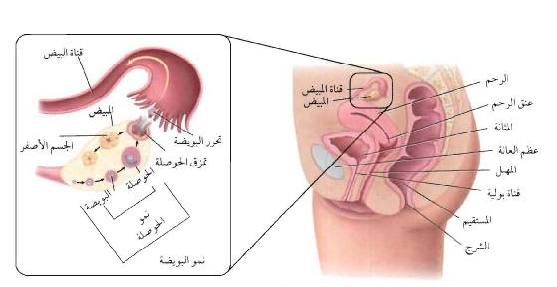 قناة البيض
المبيض
الجسم الأصفر
تحرر البويضة
تمزق الحوصلة
الحوصلة
البويضة
نمو
الحوصلة
نمو البويضة
قناة المبيض
المبيض
الرحم
عنق الرحم
المثانة
عظم العانة
المهبل
قناة بولية
المستقيم
الشرج